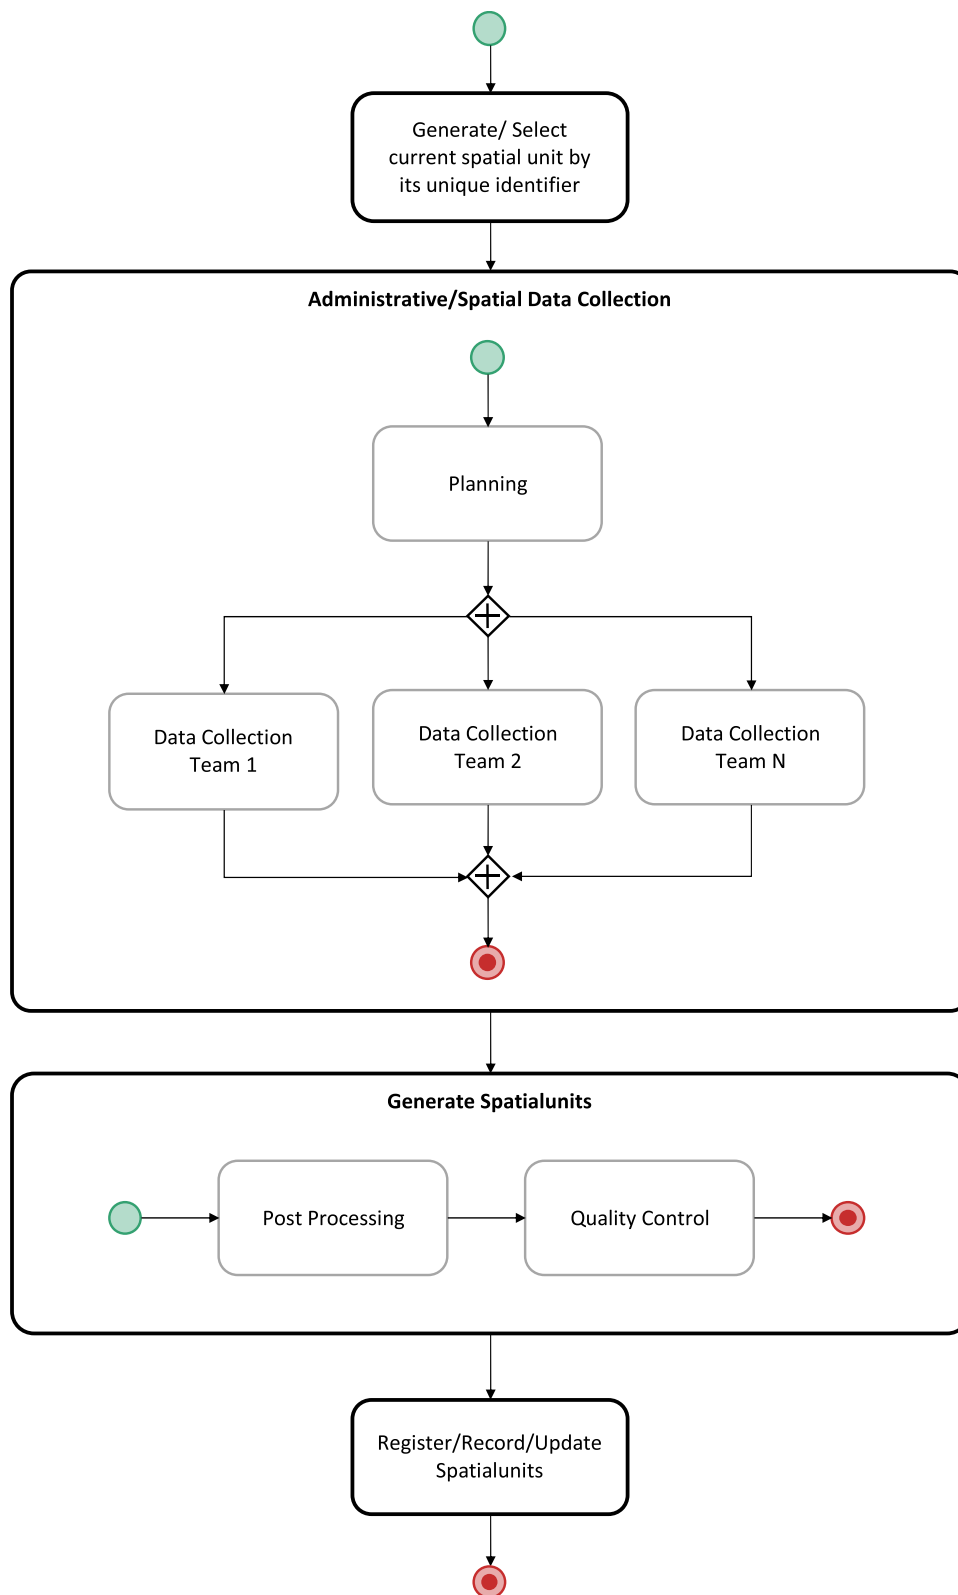 Generate/ Select
current spatial unit by
its unique identifier
Administrative/Spatial Data Collection
Planning
Data Collection
Team 1
Data Collection
Team 2
Data Collection
Team N
Generate Spatialunits
Post Processing
Quality Control
Register/Record/Update
Spatialunits